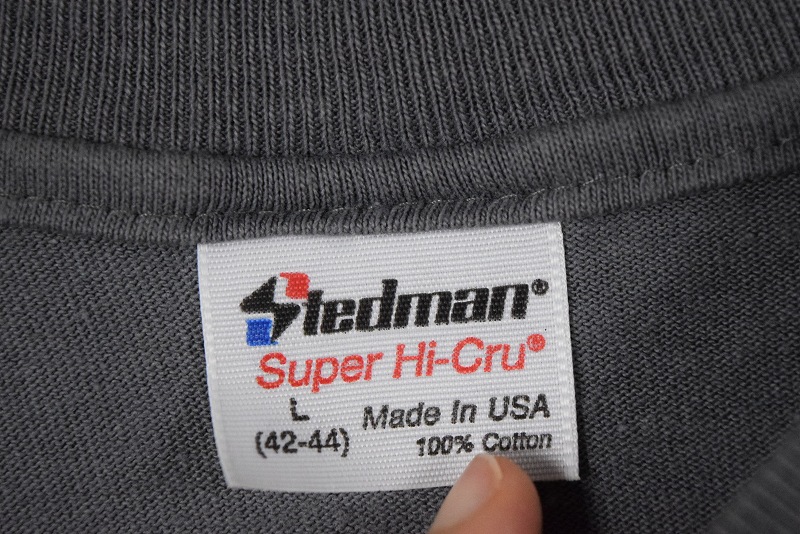 Stedman®
Super Hi-Cru®
L
(42-44)
Made In USA
100% Cotton